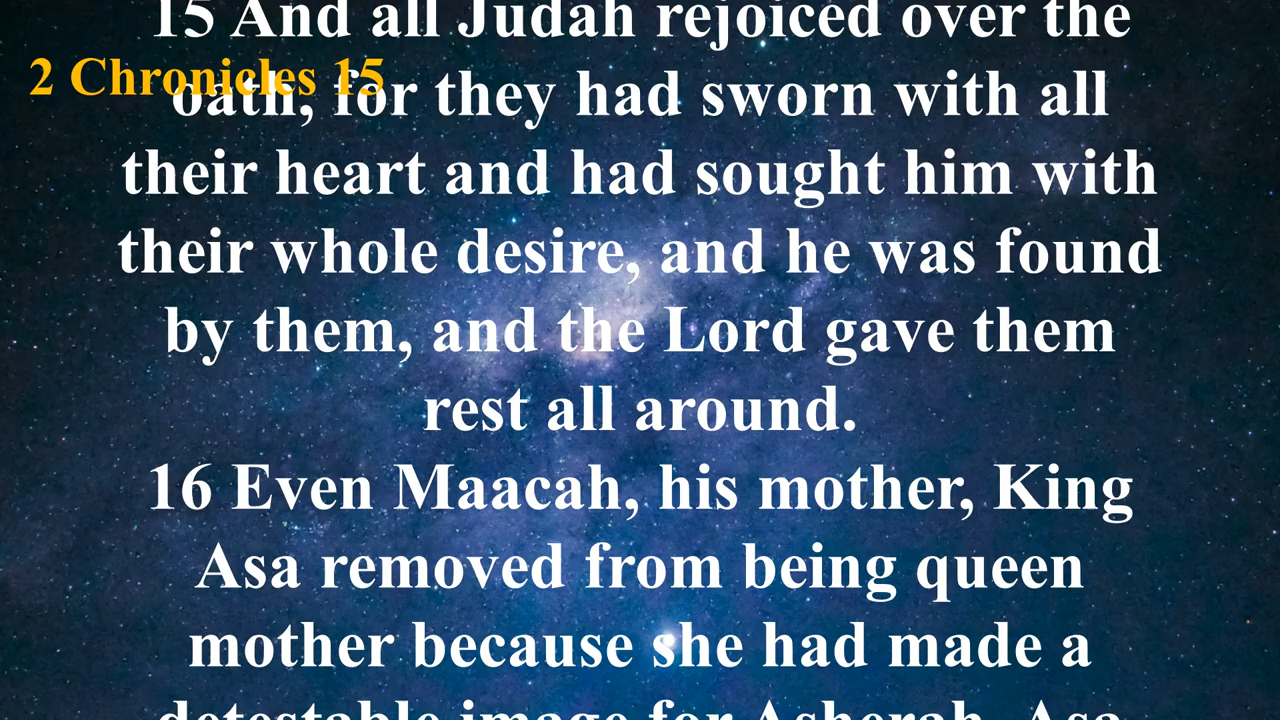 15 And all Judah rejoiced over the
2 Chronicles 15
oath, for they had sworn with all
their heart and had sought him with
their whole desire, and he was found
by them, and the Lord gave them
rest all around.
16 Even Maacah, his mother, King
Asa removed from being queen
mother because she had made a
detestable image for Asherah. Asa